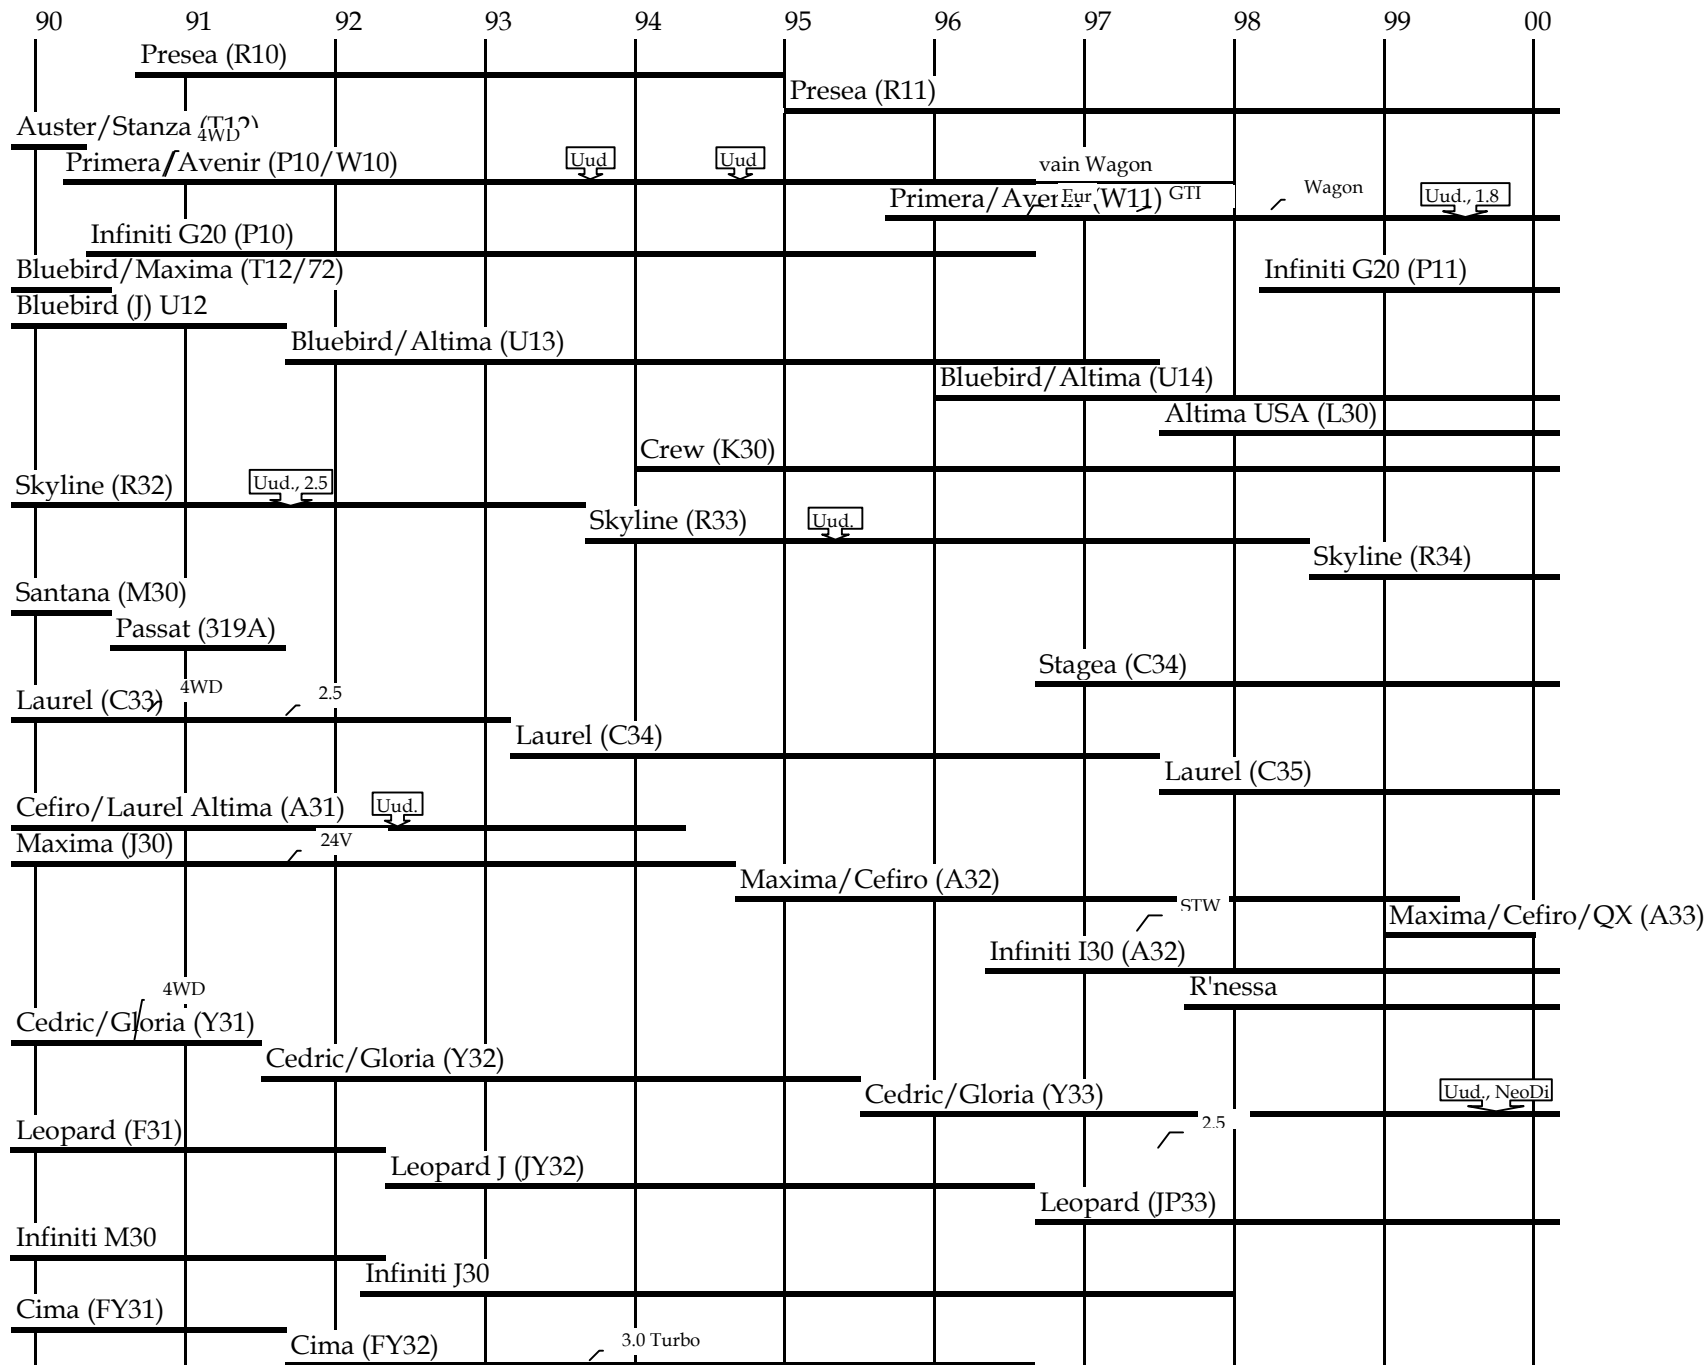 90 91 92 93 94 95 96 97 98 99 00
Presea (R10)
Presea (R11)
Auster/Stanza (T12)
4WD
Primera/Avenir (P10/W10)
Uud
Uud
vain Wagon
Primera/Avenir (W11)
Eur
GTI
Wagon
Uud., 1.8
Infiniti G20 (P10)
Bluebird/Maxima (T12/72)
Infiniti G20 (P11)
Bluebird (J) U12
Bluebird/Altima (U13)
Bluebird/Altima (U14)
Altima USA (L30)
Crew (K30)
Skyline (R32)
Uud., 2.5
Skyline (R33)
Uud.
Skyline (R34)
Santana (M30)
Passat (319A)
Stagea (C34)
Laurel (C33)
4WD
2.5
Laurel (C34)
Laurel (C35)
Cefiro/Laurel Altima (A31)
Uud.
Maxima (J30)
24V
Maxima/Cefiro (A32)
STW
Maxima/Cefiro/QX (A33)
Infiniti I30 (A32)
R'nessa
4WD
Cedric/Gloria (Y31)
Cedric/Gloria (Y32)
Cedric/Gloria (Y33)
2.5
Uud., NeoDi
Leopard (F31)
Leopard J (JY32)
Leopard (JP33)
Infiniti M30
Infiniti J30
Cima (FY31)
Cima (FY32)
3.0 Turbo